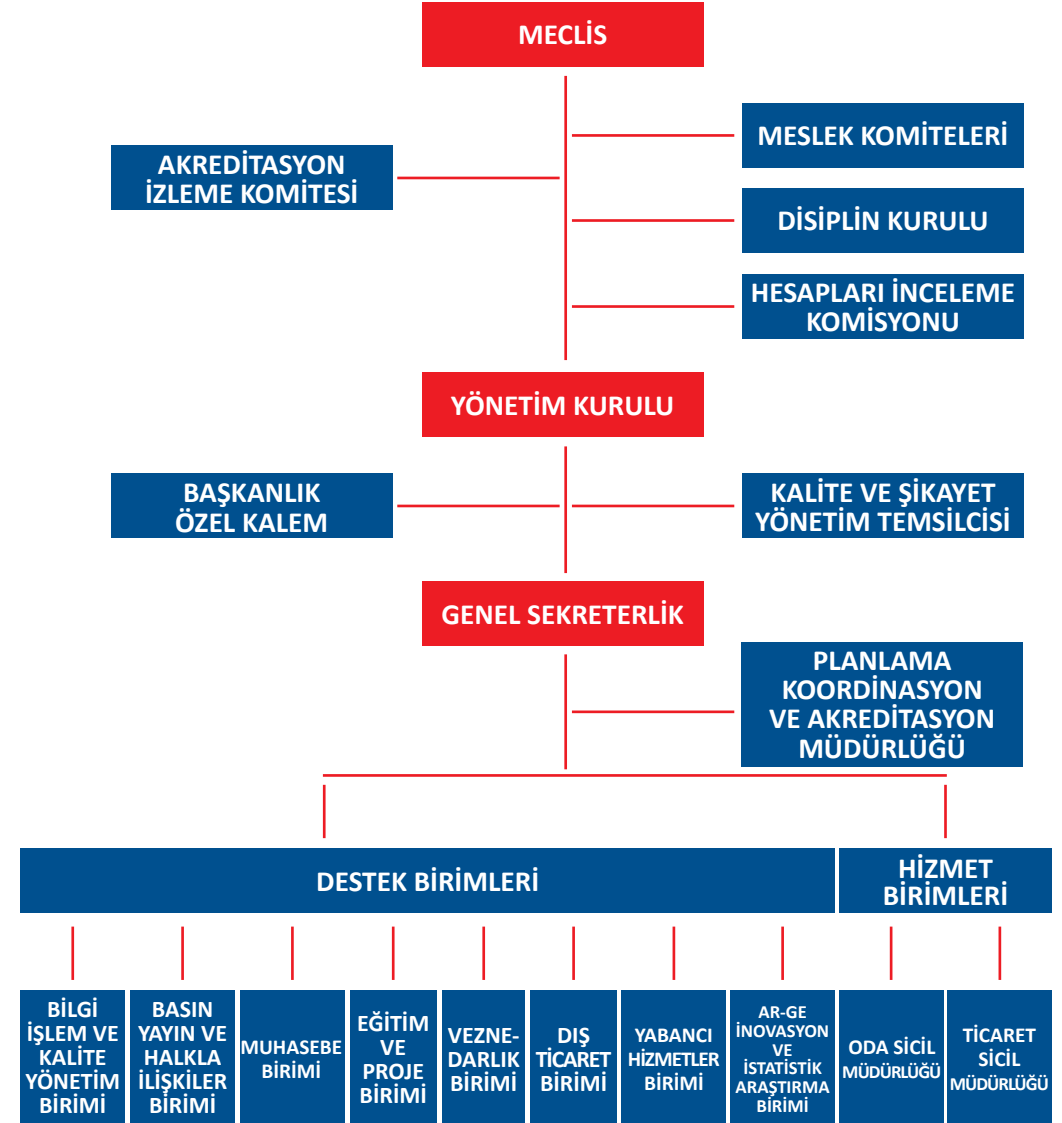 MECLİS
MESLEK KOMİTELERİ
AKREDİTASYON
İZLEME KOMİTESİ
DİSİPLİN KURULU
HESAPLARI İNCELEME
KOMİSYONU
YÖNETİM KURULU
BAŞKANLIK
ÖZEL KALEM
KALİTE VE ŞİKAYET
YÖNETİM TEMSİLCİSİ
GENEL SEKRETERLİK
PLANLAMA
KOORDİNASYON
VE AKREDİTASYON
MÜDÜRLÜĞÜ
DESTEK BİRİMLERİ
HİZMET
BİRİMLERİ
BİLGİ
İŞLEM VE
KALİTE
YÖNETİM
BİRİMİ
BASIN
YAYIN VE
HALKLA
İLİŞKİLER
BİRİMİ
MUHASEBE
BİRİMİ
EĞİTİM
VE
PROJE
BİRİMİ
VEZNE-
DARLIK
BİRİMİ
DIŞ
TİCARET
BİRİMİ
YABANCI
HİZMETLER
BİRİMİ
AR-GE
İNOVASYON
VE
İSTATİSTİK
ARAŞTIRMA
BİRİMİ
ODA SİCİL
MÜDÜRLÜĞÜ
TİCARET
SİCİL
MÜDÜRLÜĞÜ